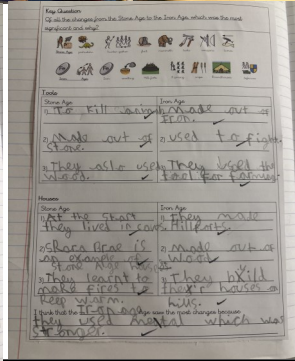 Key Question
Of all the changes from the Stone Age to the Iron Age, which was the most
significant and why?
Tools
Stone Age
Iron Age
1) To kill animals
1) Made out of
Iron.
2) Made out of
Stone.
2) used to fight
3) They aslo used
Wood.
3) They used the
tool for farming
Houses
Stone Age
Iron Age
1) At the start
they lived in caves
1) They made
Hillforts.
2) Skara Brae is
an example of
Stone Age houses
2) made out of
Wood
3) They learnt to
make fires to
keep warm.
3) They build
their houses on
hills.
I think that the Iron age Age saw the most changes because
they used metal which was
stronger.